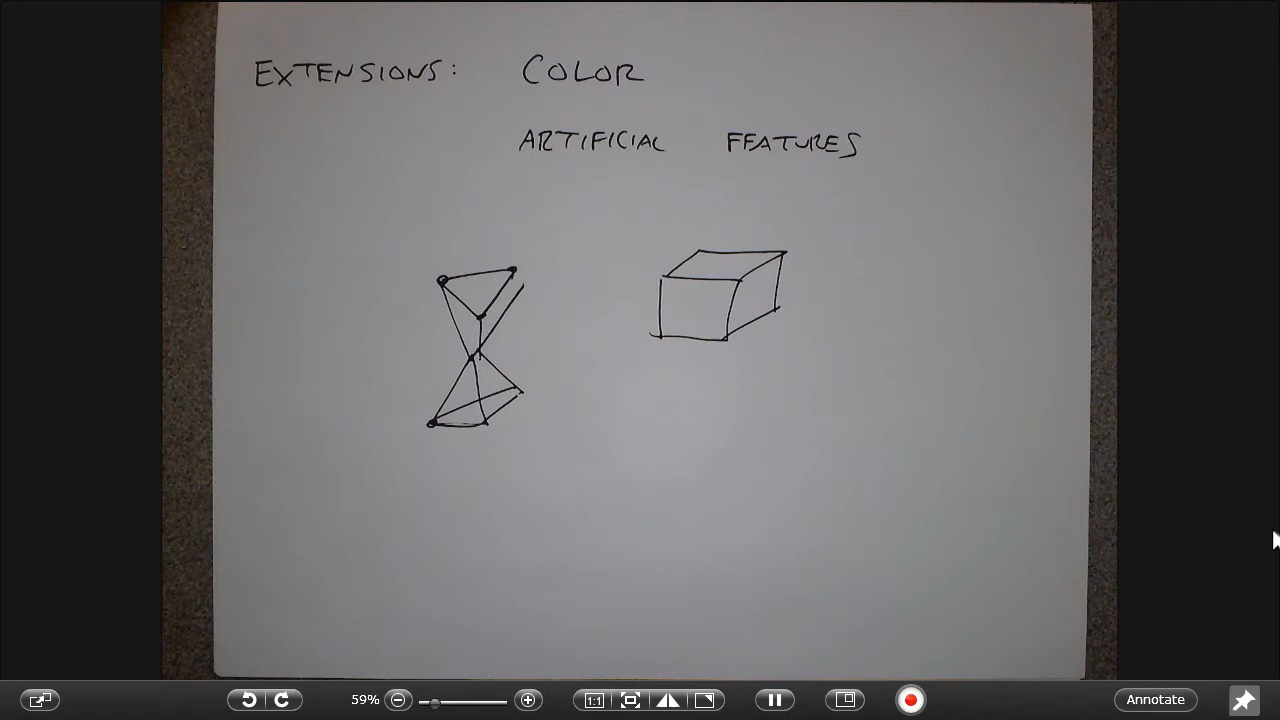 EXTENSIONS: COLOR
ARTIFICIAL FEATURES
59%
1:1
Annotate